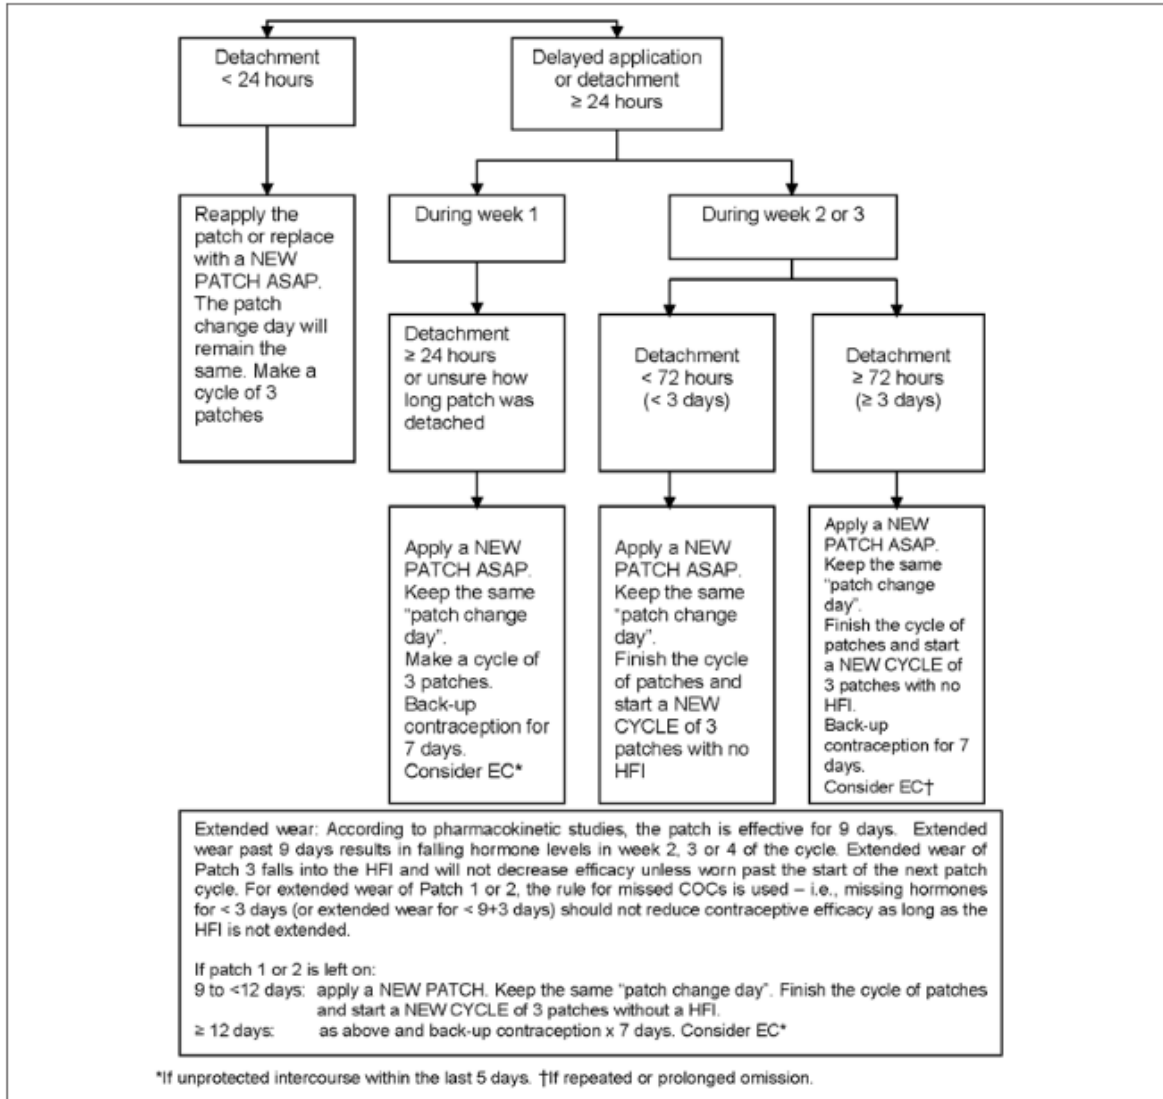 Detachment
< 24 hours
Delayed application
or detachment
≥ 24 hours
Reapply the
patch or replace
with a NEW
PATCH ASAP.
The patch
change day will
remain the
same. Make a
cycle of 3
patches
During week 1
During week 2 or 3
Detachment
≥ 24 hours
or unsure how
long patch was
detached
Detachment
< 72 hours
(< 3 days)
Detachment
≥ 72 hours
(≥ 3 days)
Apply a NEW
PATCH ASAP.
Keep the same
“patch change
day”.
Make a cycle of
3 patches.
Back-up
contraception for
7 days.
Consider EC*
Apply a NEW
PATCH ASAP.
Keep the same
“patch change
day”.
Finish the cycle
of patches and
start a NEW
CYCLE of 3
patches with no
HFI
Apply a NEW
PATCH ASAP.
Keep the same
“patch change
day”.
Finish the cycle of
patches and start
a NEW CYCLE of
3 patches with no
HFI.
Back-up
contraception for 7
days.
Consider EC†
Extended wear: According to pharmacokinetic studies, the patch is effective for 9 days. Extended
wear past 9 days results in falling hormone levels in week 2, 3 or 4 of the cycle. Extended wear of
Patch 3 falls into the HFI and will not decrease efficacy unless worn past the start of the next patch
cycle. For extended wear of Patch 1 or 2, the rule for missed COCs is used – i.e., missing hormones
for < 3 days (or extended wear for < 9+3 days) should not reduce contraceptive efficacy as long as the
HFI is not extended.
If patch 1 or 2 is left on:
9 to <12 days: apply a NEW PATCH. Keep the same “patch change day”. Finish the cycle of patches
and start a NEW CYCLE of 3 patches without a HFI.
≥ 12 days: as above and back-up contraception x 7 days. Consider EC*
*If unprotected intercourse within the last 5 days. †If repeated or prolonged omission.